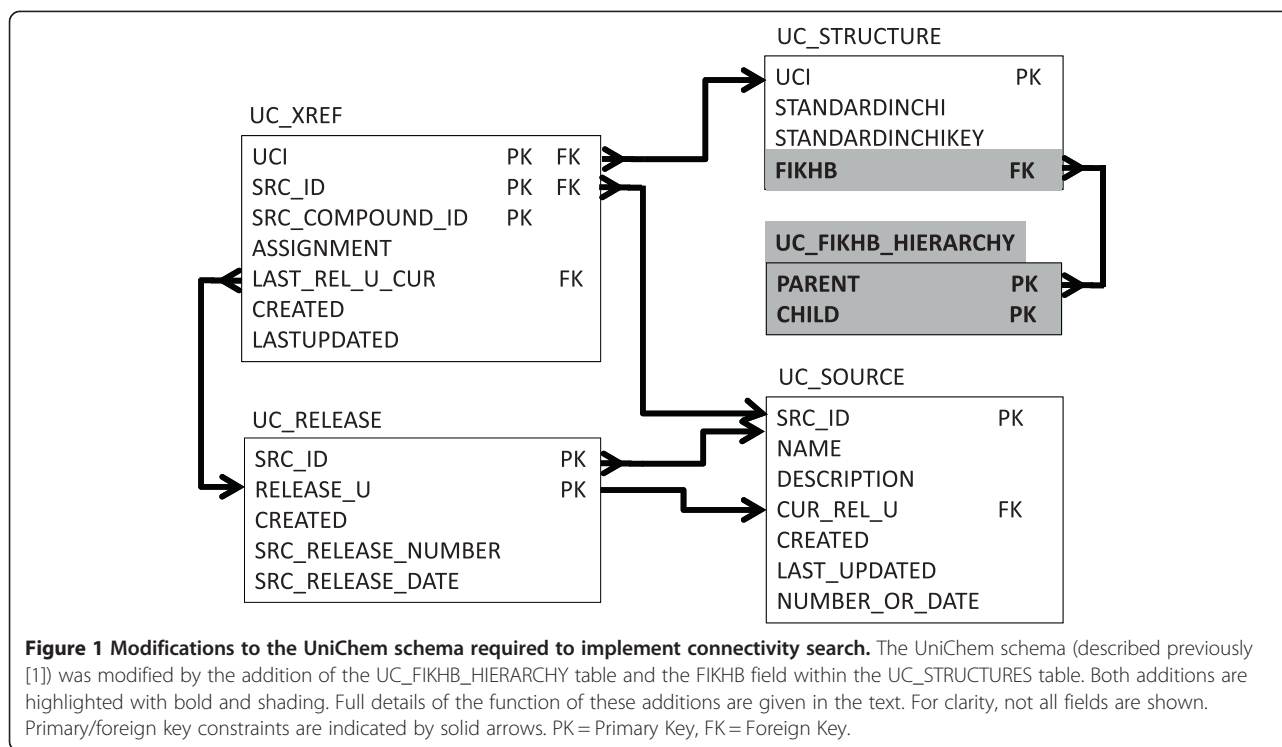 UC_STRUCTURE
UCI PK
STANDARDINCHI
STANDARDINCHIKEY
FIKHB FK
UC_XREF
UCI PK FK
SRC_ID PK FK
SRC_COMPOUND_ID PK
ASSIGNMENT
LAST_REL_U_CUR FK
CREATED
LASTUPDATED
UC_FIKHB_HIERARCHY
PARENT PK
CHILD PK
UC_SOURCE
SRC_ID PK
NAME
DESCRIPTION
CUR_REL_U FK
CREATED
LAST_UPDATED
NUMBER_OR_DATE
UC_RELEASE
SRC_ID PK
RELEASE_U PK
CREATED
SRC_RELEASE_NUMBER
SRC_RELEASE_DATE
Figure 1 Modifications to the UniChem schema required to implement connectivity search. The UniChem schema (described previously
[1]) was modified by the addition of the UC_FIKHB_HIERARCHY table and the FIKHB field within the UC_STRUCTURES table. Both additions are
highlighted with bold and shading. Full details of the function of these additions are given in the text. For clarity, not all fields are shown.
Primary/foreign key constraints are indicated by solid arrows. PK = Primary Key, FK = Foreign Key.